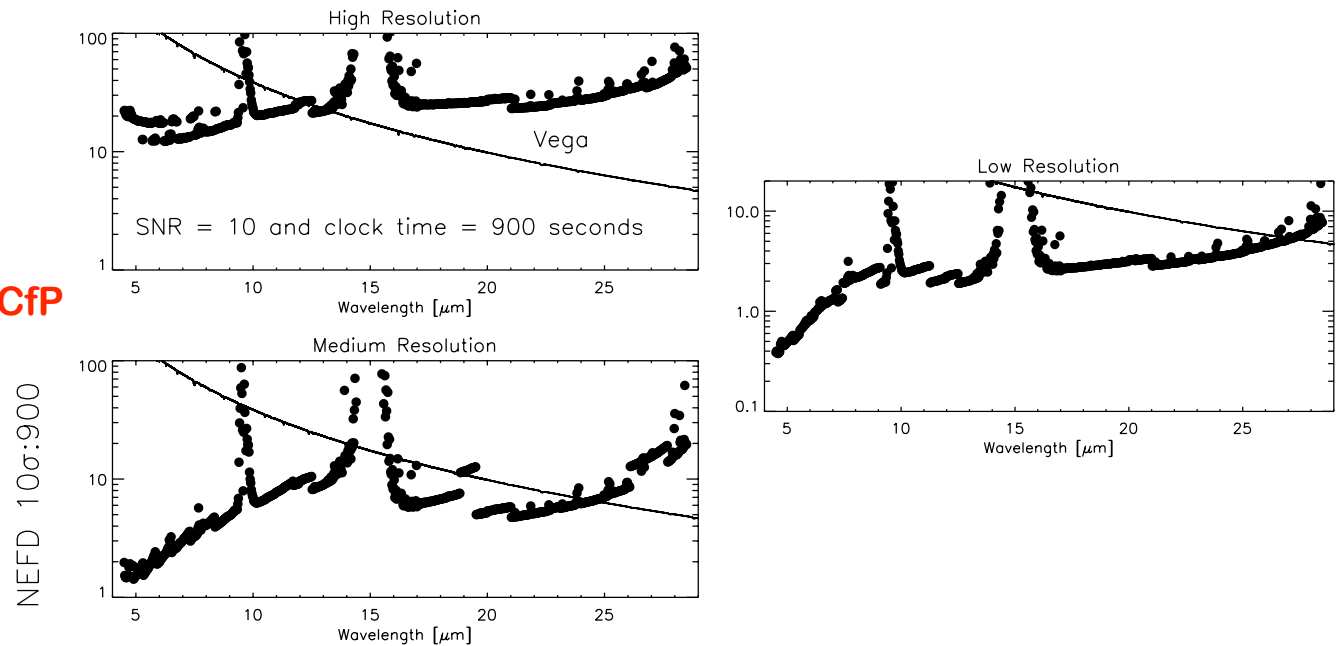 High Resolution
100
10
1
Vega
SNR = 10 and clock time = 900 seconds
5 10 15 20 25
Wavelength [μm]
CfP
Medium Resolution
100
10
1
5 10 15 20 25
Wavelength [μm]
NEFD 10σ:900
Low Resolution
10.0
1.0
0.1
5 10 15 20 25
Wavelength [μm]